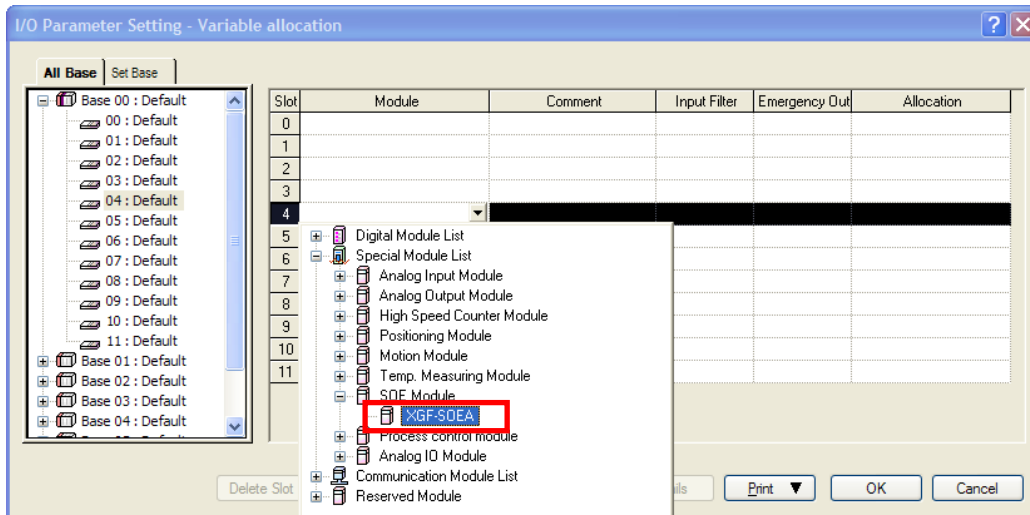 I/O Parameter Setting - Variable allocation
All Base Set Base
Base 00 : Default
00 : Default
01 : Default
02 : Default
03 : Default
04 : Default
05 : Default
06 : Default
07 : Default
08 : Default
09 : Default
10 : Default
11 : Default
Base 01 : Default
Base 02 : Default
Base 03 : Default
Base 04 : Default
Slot Module Comment Input Filter Emergency Out Allocation
0
1
2
3
4
5
6
7
8
9
10
11
Digital Module List
Special Module List
Analog Input Module
Analog Output Module
High Speed Counter Module
Positioning Module
Motion Module
Temp. Measuring Module
SOE Module
XGF-SOEA
Process control module
Analog IO Module
Communication Module List
Reserved Module
Delete Slot Print ▼ OK Cancel